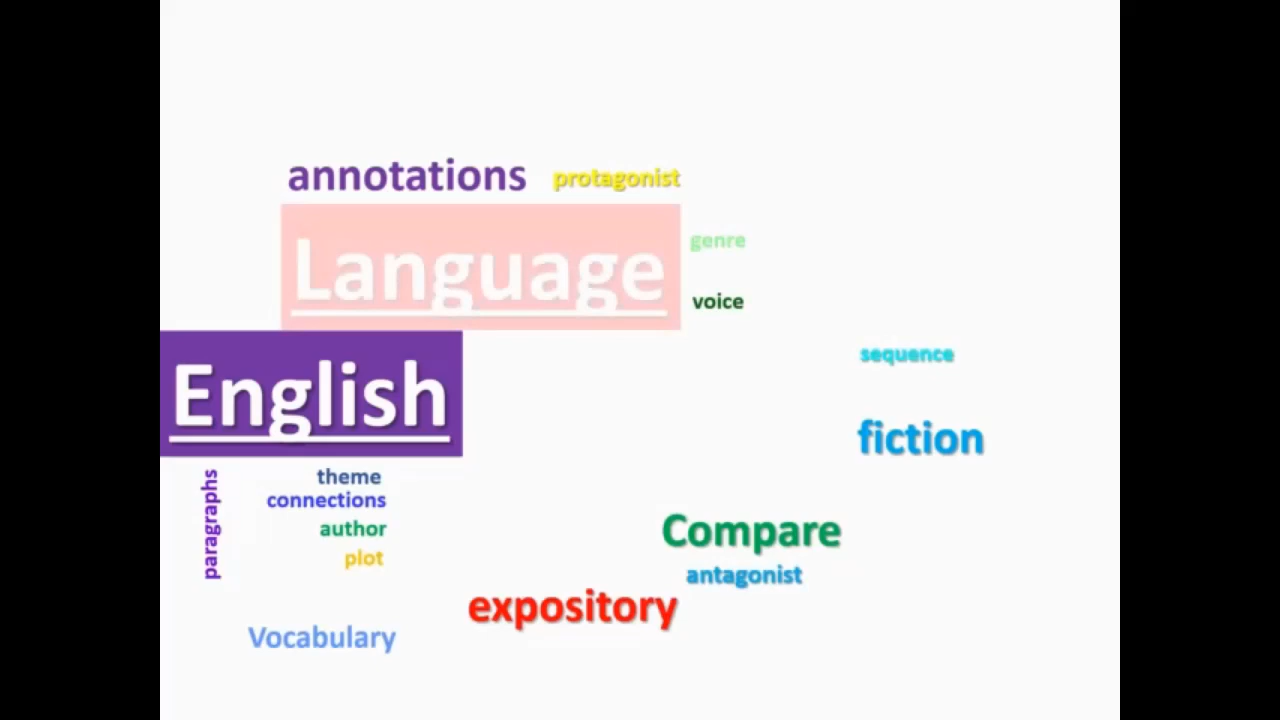 annotations protagonist
Language
genre
voice
English
sequence
fiction
paragraphs
theme
connections
author
plot
Compare
antagonist
expository
Vocabulary